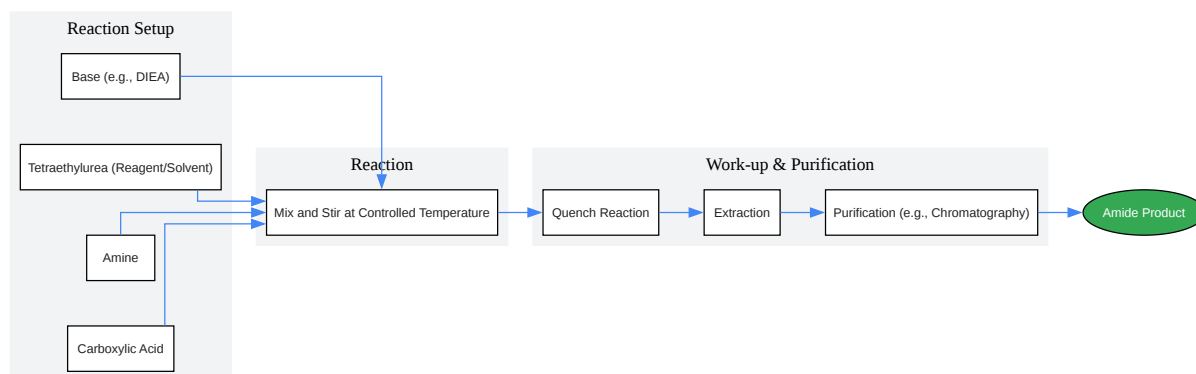 Reaction Setup
Base (e.g., DIEA)
Tetraethylurea (Reagent/Solvent)
Amine
Carboxylic Acid
Reaction
Mix and Stir at Controlled Temperature
Work-up & Purification
Quench Reaction
Extraction
Purification (e.g., Chromatography)
Amide Product